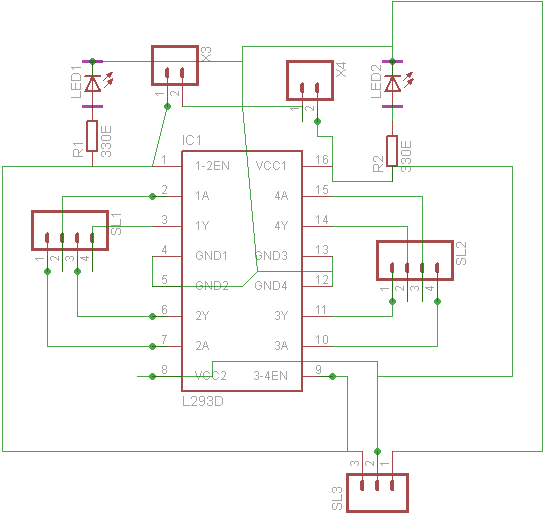 X3
X4
LED1
LED2
1
2
1
2
R1
330E
R2
330E
IC1
1
1-2EN
VCC1
16
2
1A
4A
15
3
1Y
4Y
14
SL1
SL2
4
GND1
GND3
13
1
2
3
4
5
GND2
GND4
12
1
2
3
4
6
2Y
3Y
11
7
2A
3A
10
8
VCC2
3-4EN
9
L293D
3
2
1
SL3